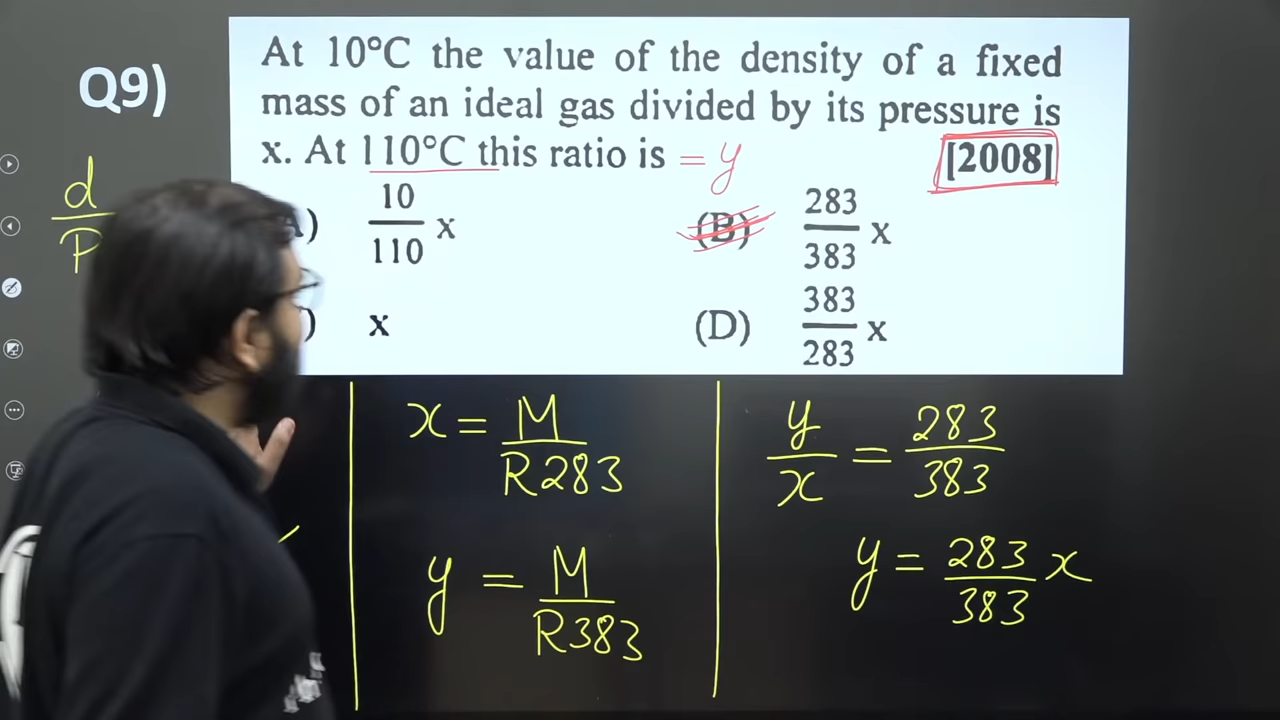 Q9)
At 10°C the value of the density of a fixed
mass of an ideal gas divided by its pressure is
x. At 110°C this ratio is = y [2008]
) 10/110 x (B) 283/383 x
) x (D) 383/283 x
d/P
x = M/R283
y = M/R383
y/x = 283/383
y = 283/383 x